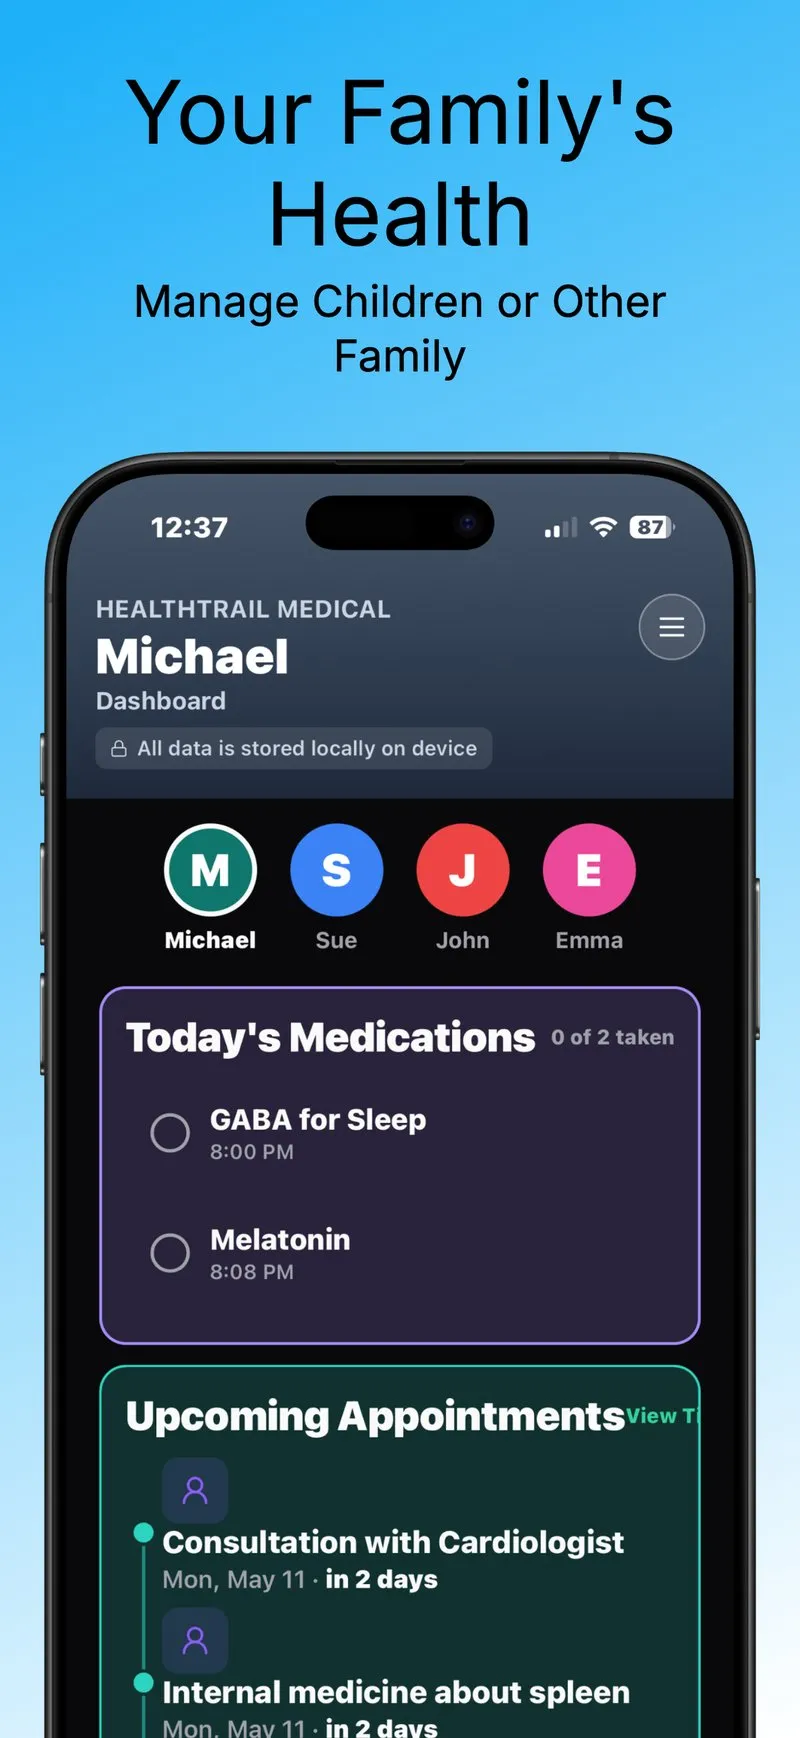 Your Family's
Health
Manage Children or Other
Family
12:37
87
HEALTHTRAIL MEDICAL
Michael
Dashboard
All data is stored locally on device
M S J E
Michael Sue John Emma
Today's Medications 0 of 2 taken
GABA for Sleep
8:00 PM
Melatonin
8:08 PM
Upcoming Appointments View Ti
Consultation with Cardiologist
Mon, May 11 · in 2 days
Internal medicine about spleen
Mon, May 11 · in 2 days